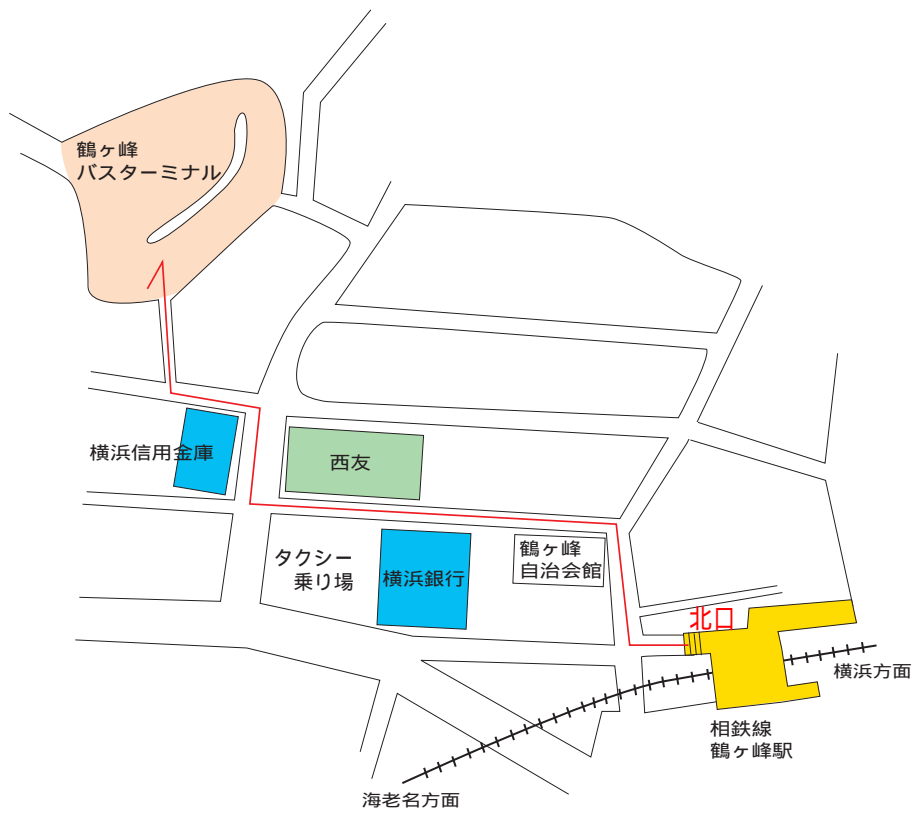 鶴ヶ峰
バスターミナル
横浜信用金庫
西友
タクシー
乗り場
横浜銀行
鶴ヶ峰
自治会館
北口
横浜方面
相鉄線
鶴ヶ峰駅
海老名方面